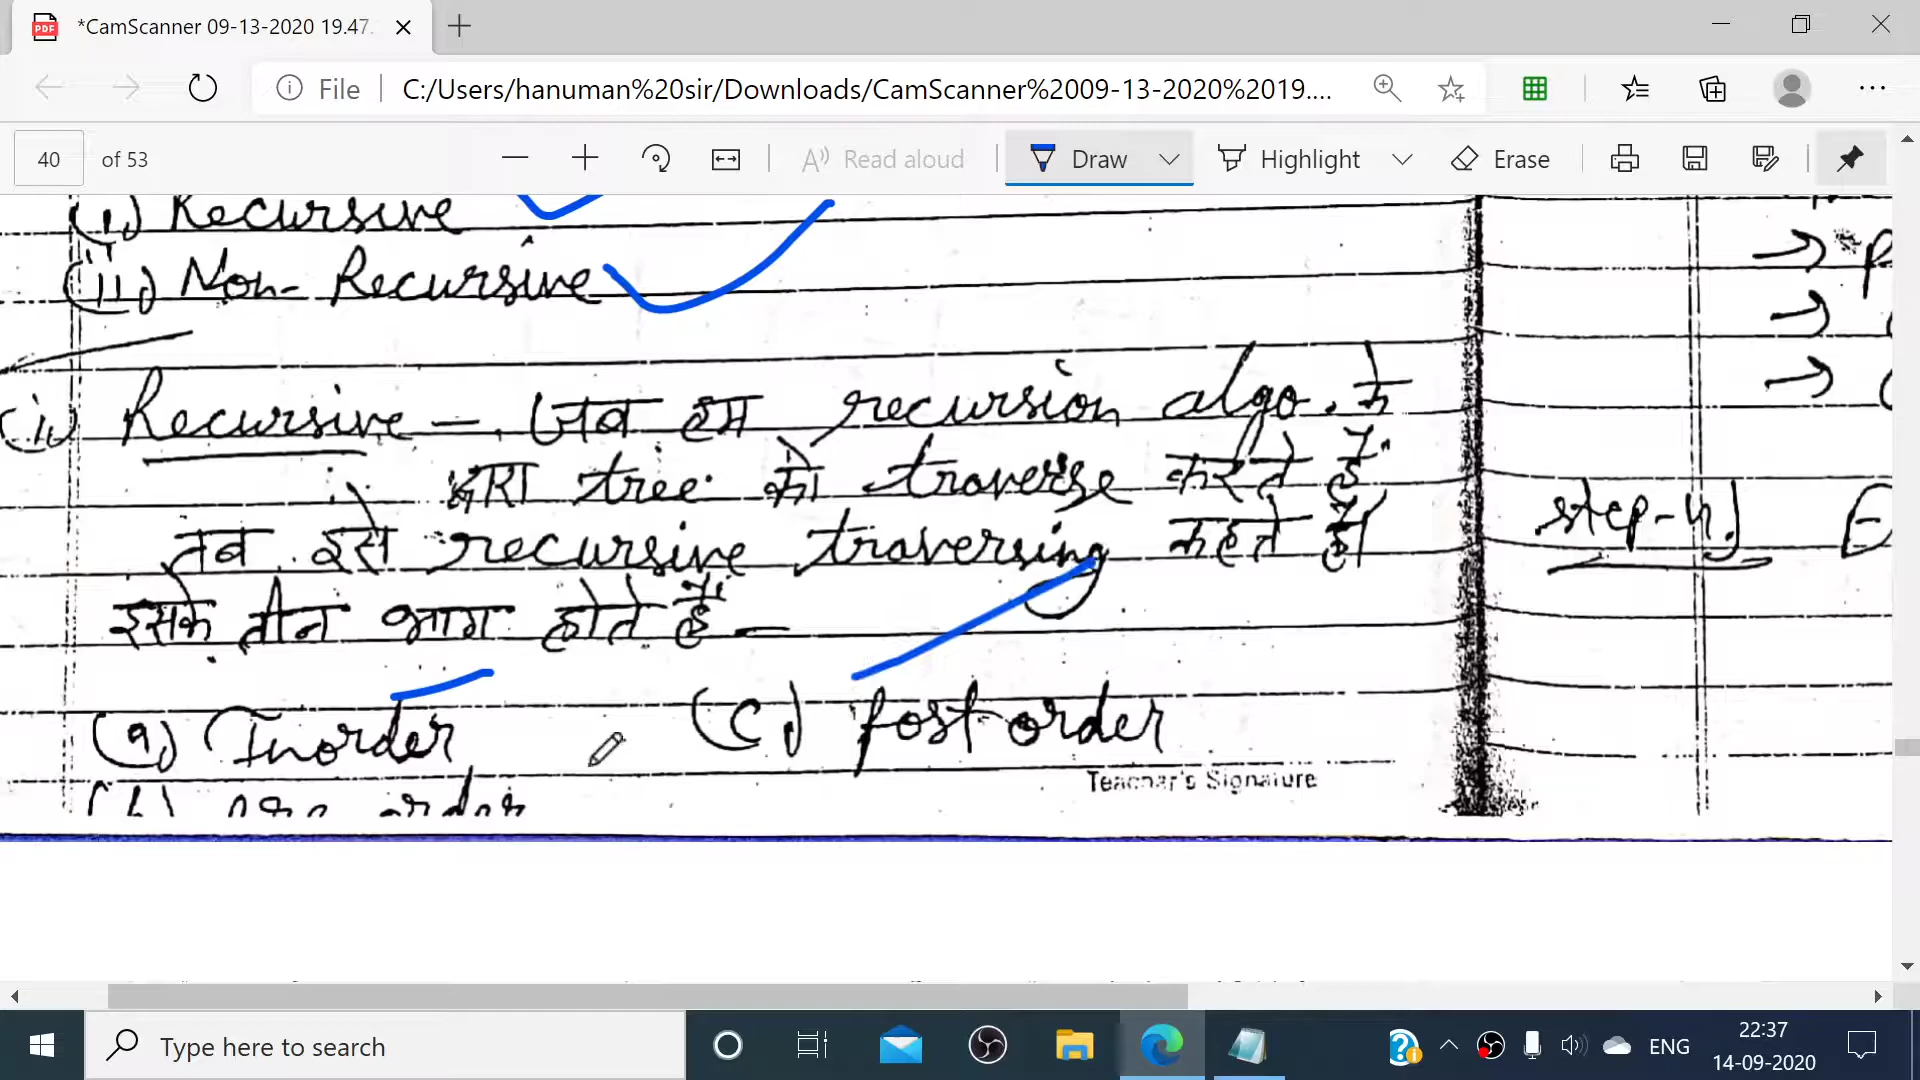 *CamScanner 09-13-2020 19.47.
File
C:/Users/hanuman%20sir/Downloads/CamScanner%2009-13-2020%2019....
40 of 53
Read aloud
Draw
Highlight
Erase
(i) Recursive
(ii) Non-Recursive
(i) Recursive – जब हम recursion algo. के
द्वारा tree को traverse करते हैं
तब इसे recursive traversing कहते हैं।
इसके तीन भाग होते हैं –
(a) Inorder
(c) post order
Teacher's Signature
order
step-4)
Type here to search
ENG
22:37
14-09-2020